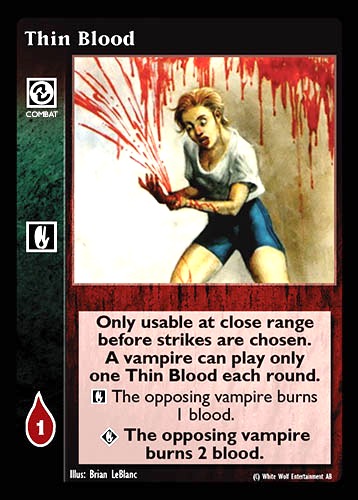 Thin Blood
COMBAT
Only usable at close range
before strikes are chosen.
A vampire can play only
one Thin Blood each round.
The opposing vampire burns
1 blood.
The opposing vampire
burns 2 blood.
1
Illus: Brian LeBlanc
(C) White Wolf Entertainment AB